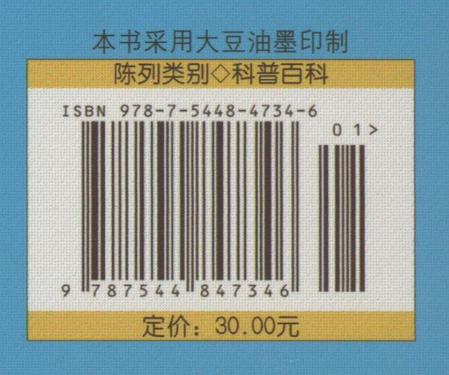 本书采用大豆油墨印制
陈列类别◇科普百科
ISBN 978-7-5448-4734-6
01>
9 787544 847346
定价：30.00元